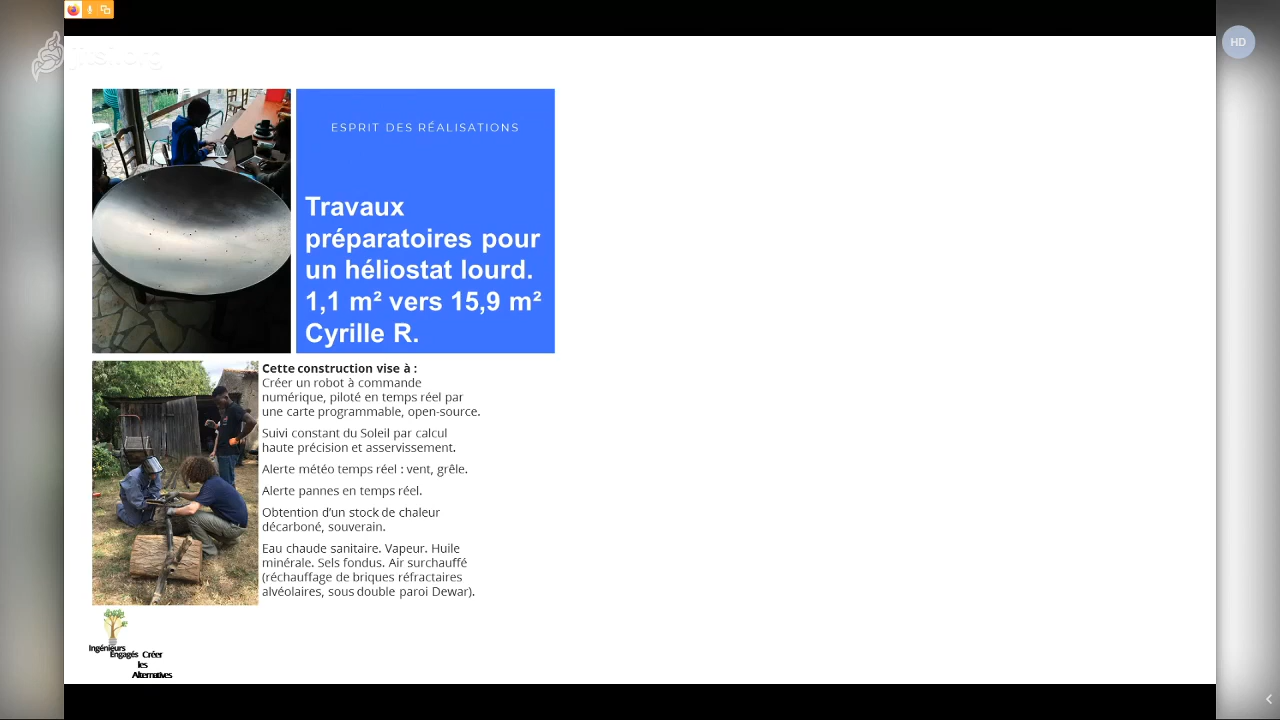 jitsi.org
HD
ESPRIT DES RÉALISATIONS
Travaux
préparatoires pour
un héliostat lourd.
1,1 m² vers 15,9 m²
Cyrille R.
Cette construction vise à :
Créer un robot à commande
numérique, piloté en temps réel par
une carte programmable, open-source.
Suivi constant du Soleil par calcul
haute précision et asservissement.
Alerte météo temps réel : vent, grêle.
Alerte pannes en temps réel.
Obtention d’un stock de chaleur
décarboné, souverain.
Eau chaude sanitaire. Vapeur. Huile
minérale. Sels fondus. Air surchauffé
(réchauffage de briques réfractaires
alvéolaires, sous double paroi Dewar).
Ingénieurs
Engagés Créer
les
Alternatives